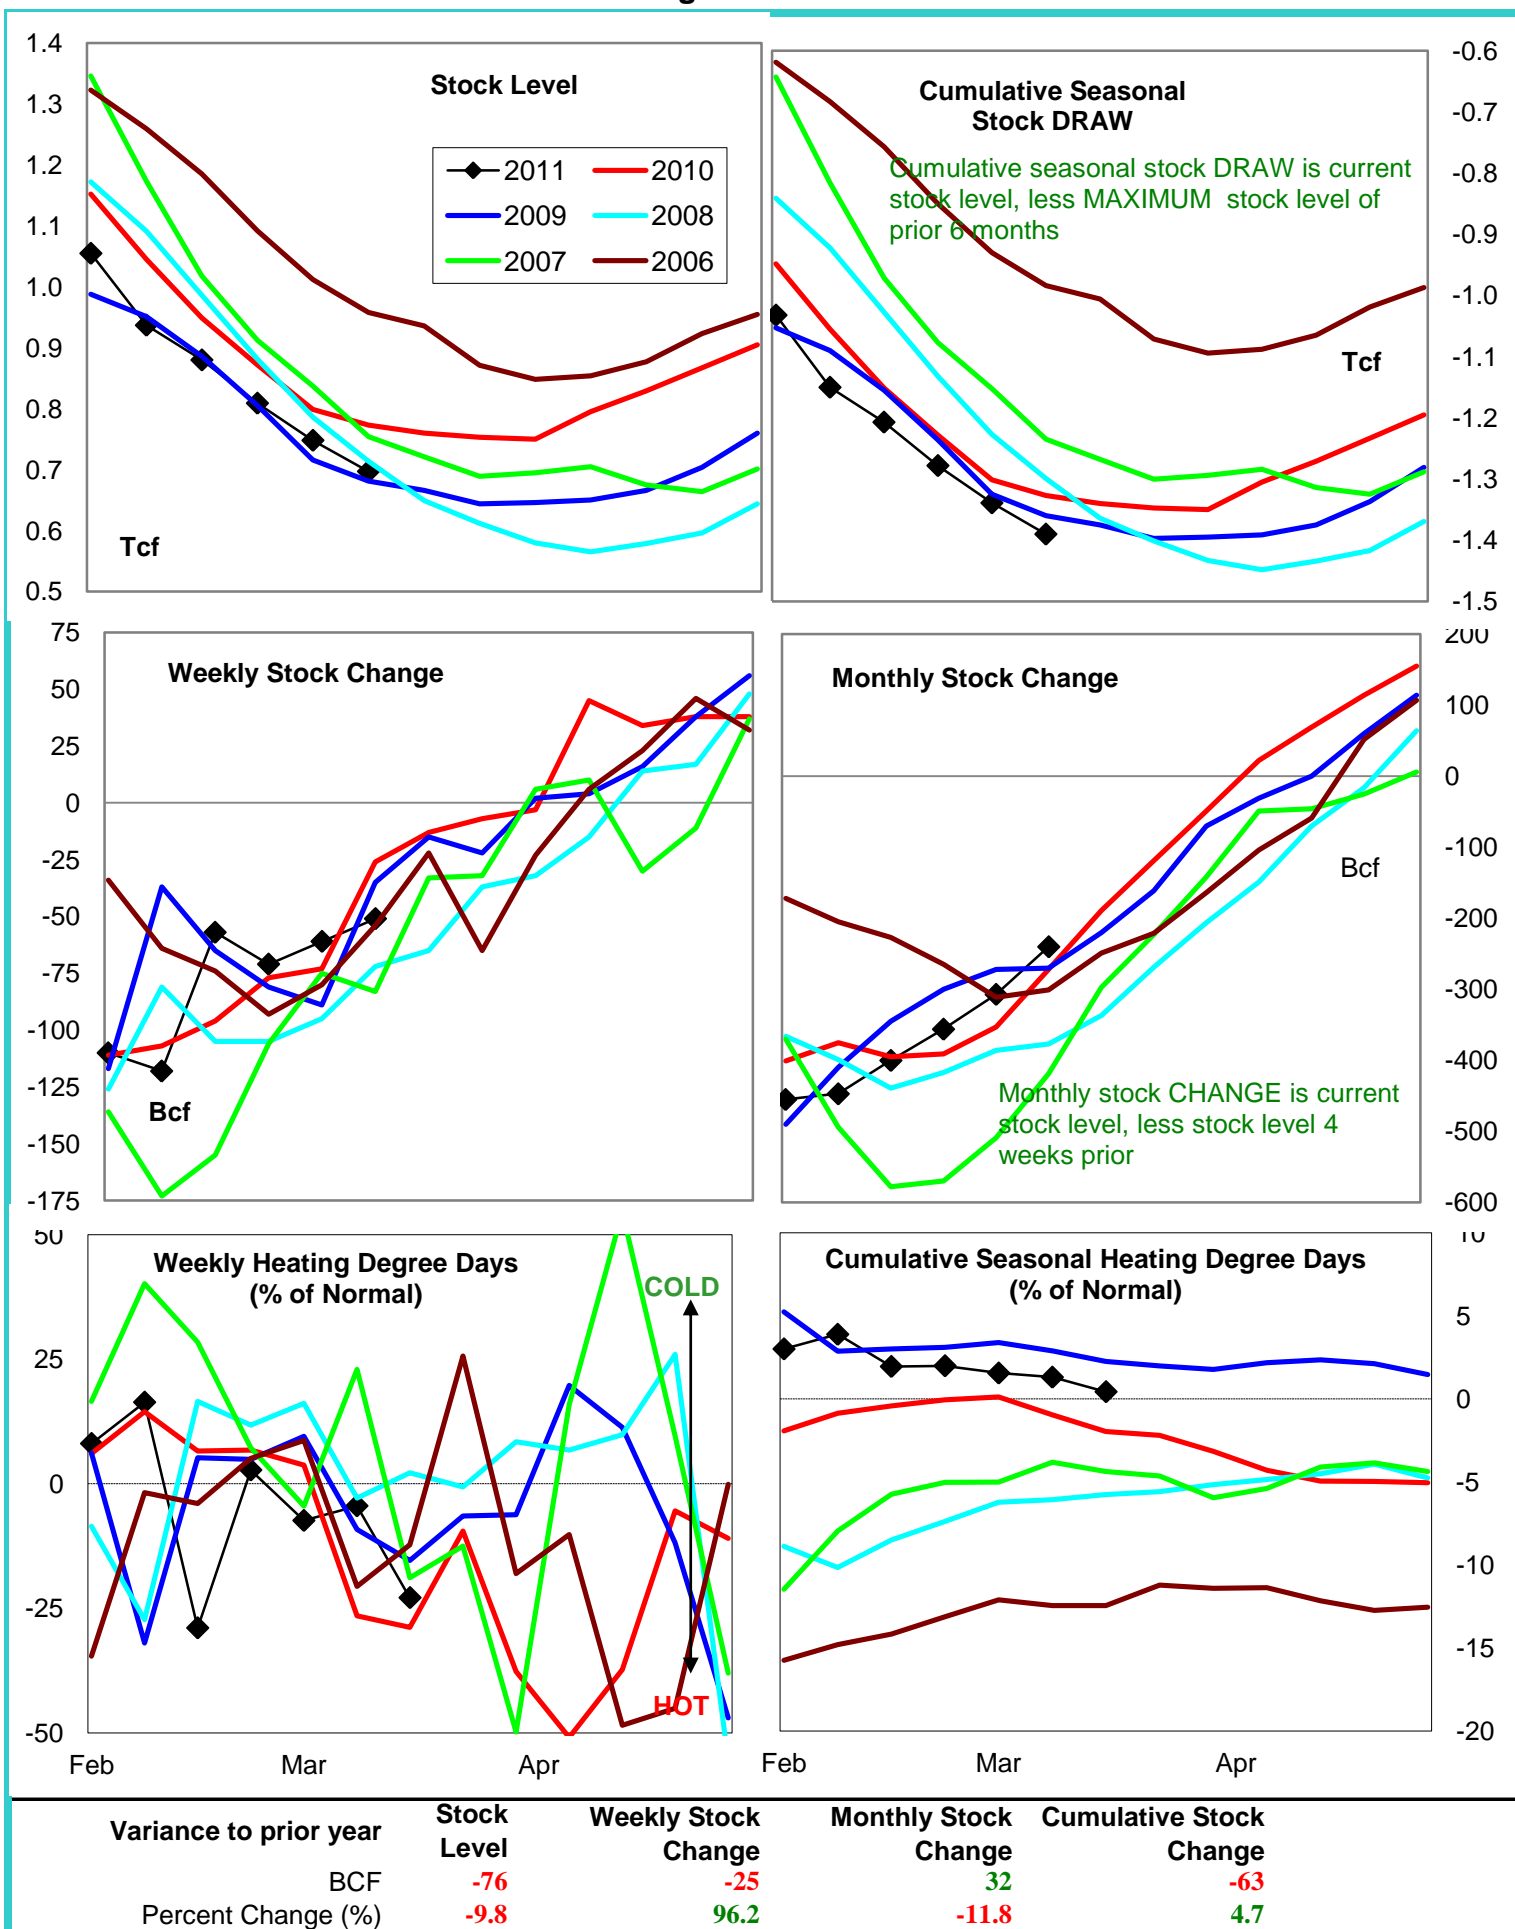 1.4
1.3
1.2
1.1
1.0
0.9
0.8
0.7
0.6
0.5
Stock Level
2011 2010
2009 2008
2007 2006
Tcf
Cumulative Seasonal
Stock DRAW
Cumulative seasonal stock DRAW is current
stock level, less MAXIMUM stock level of
prior 6 months
Tcf
-0.6
-0.7
-0.8
-0.9
-1.0
-1.1
-1.2
-1.3
-1.4
-1.5
75
50
25
0
-25
-50
-75
-100
-125
-150
-175
Weekly Stock Change
Bcf
Monthly Stock Change
Bcf
Monthly stock CHANGE is current
stock level, less stock level 4
weeks prior
200
100
0
-100
-200
-300
-400
-500
-600
50
25
0
-25
-50
Weekly Heating Degree Days
(% of Normal)
COLD
HOT
Feb Mar Apr
Cumulative Seasonal Heating Degree Days
(% of Normal)
10
5
0
-5
-10
-15
-20
Feb Mar Apr
Variance to prior year Stock Level Weekly Stock Change Monthly Stock Change Cumulative Stock Change
BCF -76 -25 32 -63
Percent Change (%) -9.8 96.2 -11.8 4.7